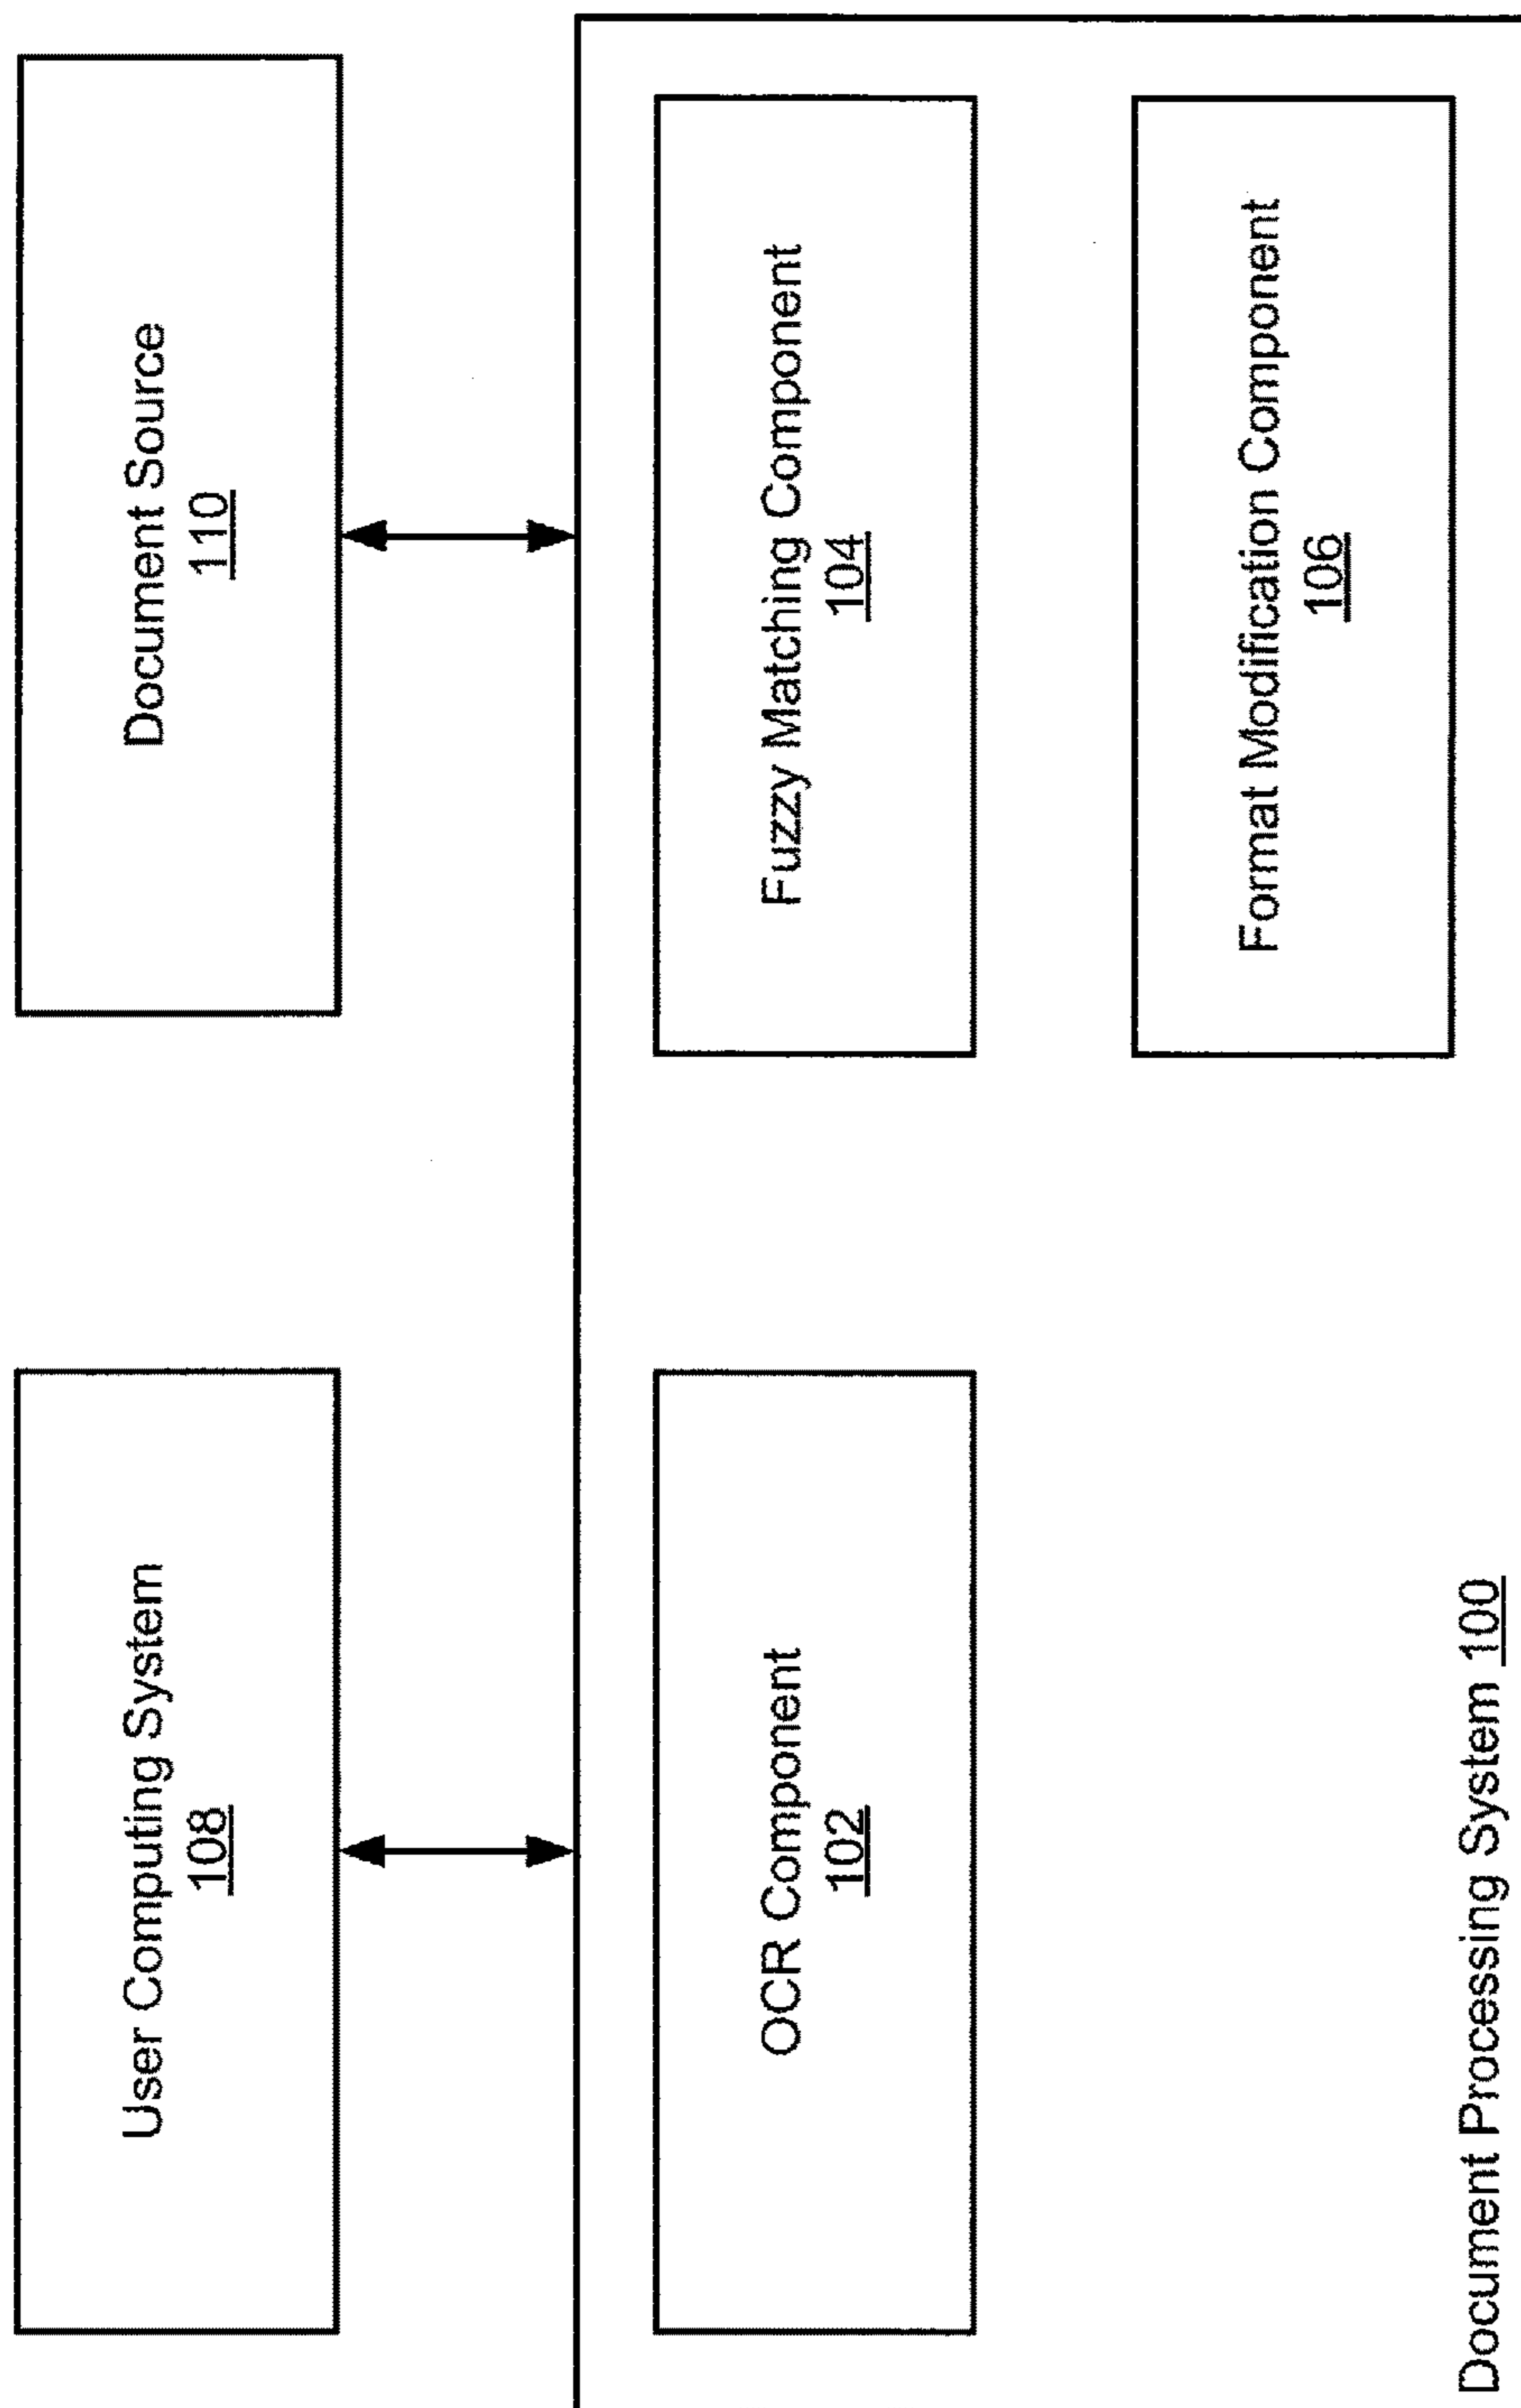 User Computing System
108
Document Source
110
OCR Component
102
Fuzzy Matching Component
104
Format Modification Component
106
Document Processing System 100